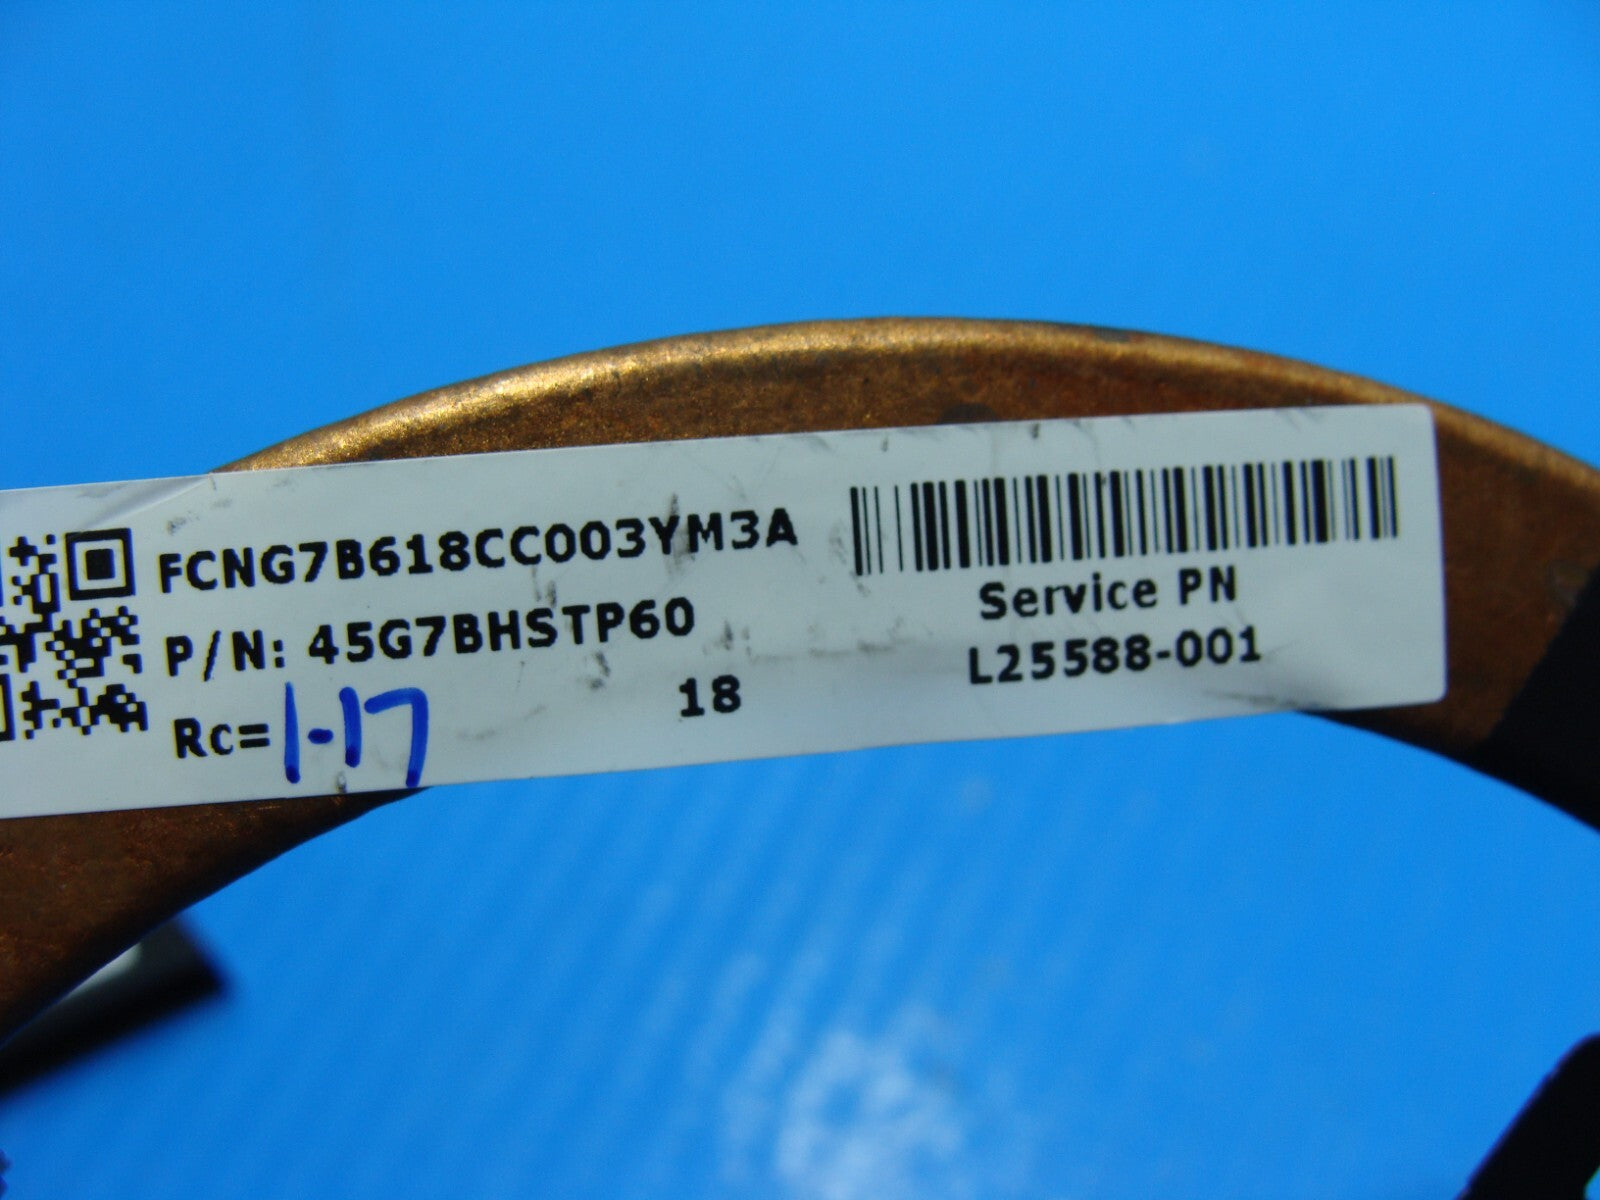 FCNG7B618CC003YM3A
P/N: 45G7BHSTP60
Rc=1-17
18
Service PN
L25588-001